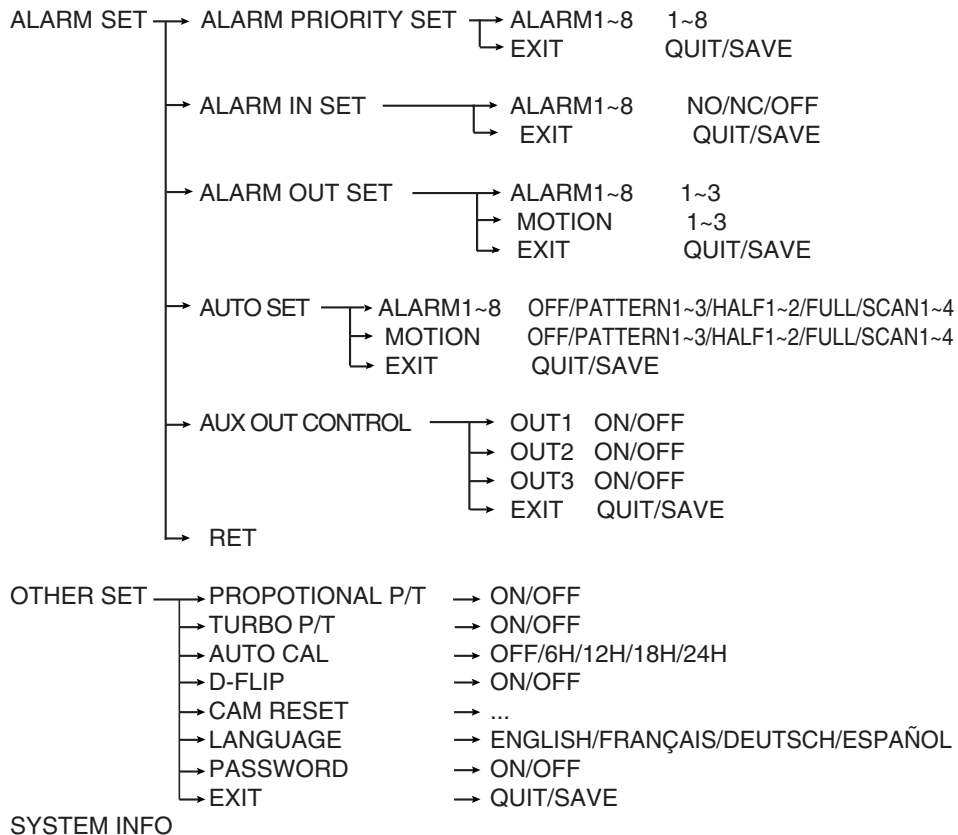 ALARM SET ALARM PRIORITY SET ALARM1~8 1~8
EXIT QUIT/SAVE
ALARM IN SET ALARM1~8 NO/NC/OFF
EXIT QUIT/SAVE
ALARM OUT SET ALARM1~8 1~3
MOTION 1~3
EXIT QUIT/SAVE
AUTO SET ALARM1~8 OFF/PATTERN1~3/HALF1~2/FULL/SCAN1~4
MOTION OFF/PATTERN1~3/HALF1~2/FULL/SCAN1~4
EXIT QUIT/SAVE
AUX OUT CONTROL OUT1 ON/OFF
OUT2 ON/OFF
OUT3 ON/OFF
EXIT QUIT/SAVE
RET
OTHER SET PROPOTIONAL P/T ON/OFF
TURBO P/T ON/OFF
AUTO CAL OFF/6H/12H/18H/24H
D-FLIP ON/OFF
CAM RESET ...
LANGUAGE ENGLISH/FRANÇAIS/DEUTSCH/ESPAÑOL
PASSWORD ON/OFF
EXIT QUIT/SAVE
SYSTEM INFO